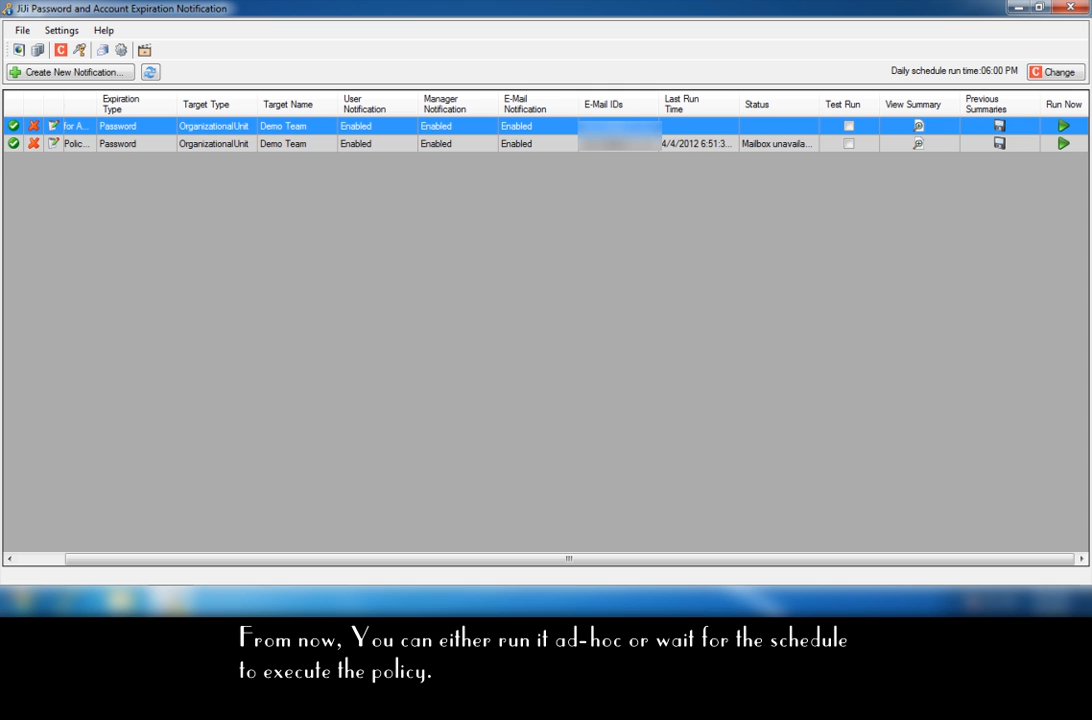 JiJi Password and Account Expiration Notification
File Settings Help
C
Create New Notification... Daily schedule run time:06:00 PM C Change
Expiration Type Target Type Target Name User Notification Manager Notification E-Mail Notification E-Mail IDs Last Run Time Status Test Run View Summary Previous Summaries Run Now
for A... Password OrganizationalUnit Demo Team Enabled Enabled Enabled
Polic... Password OrganizationalUnit Demo Team Enabled Enabled Enabled 4/4/2012 6:51:3... Mailbox unavaila...
From now, You can either run it ad-hoc or wait for the schedule
to execute the policy.